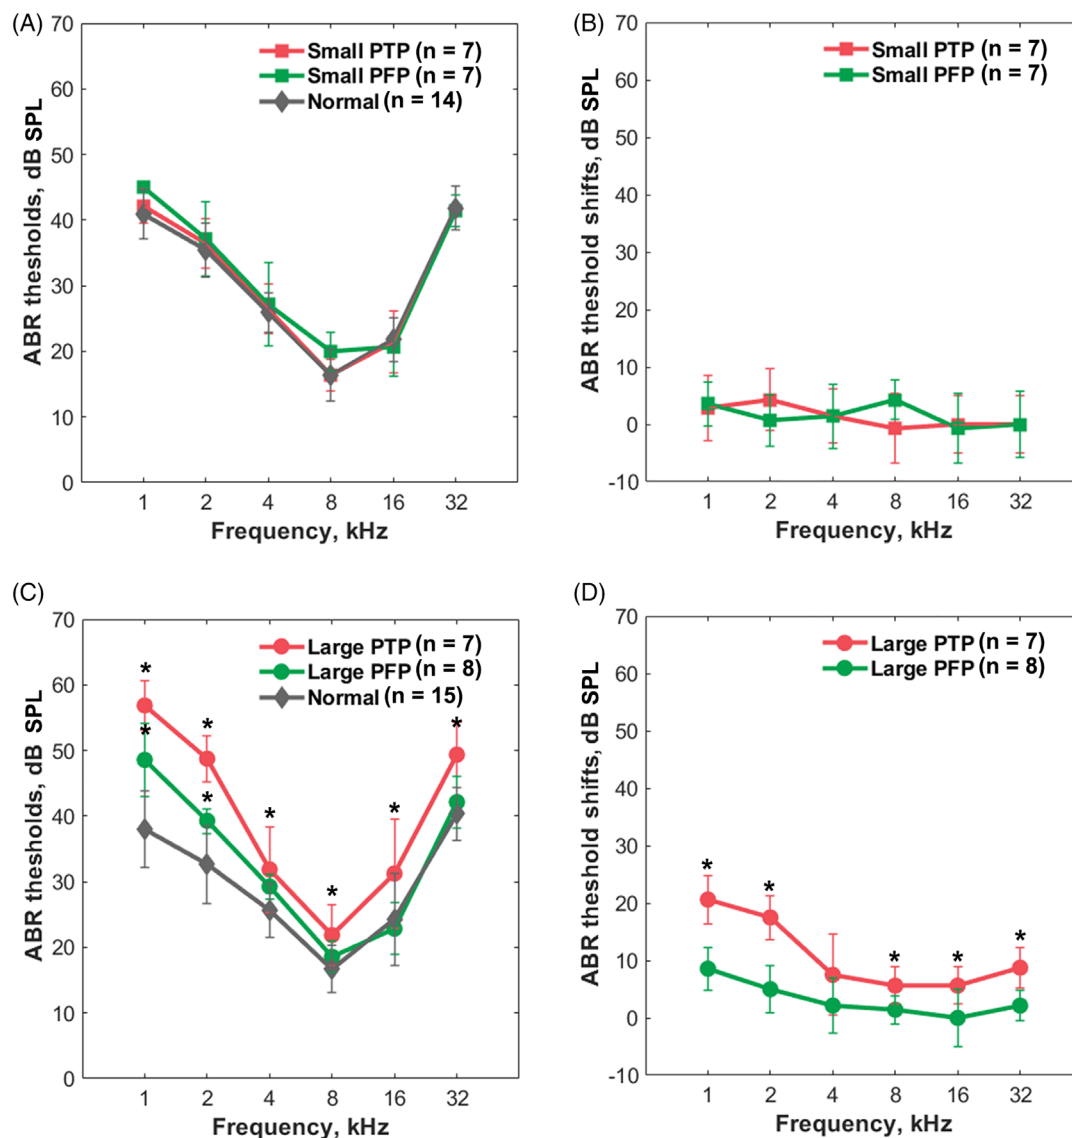 (A)
70
60
50
40
30
20
10
0
ABR thesholds, dB SPL
Small PTP (n = 7)
Small PFP (n = 7)
Normal (n = 14)
1 2 4 8 16 32
Frequency, kHz
(B)
70
60
50
40
30
20
10
0
-10
ABR theshold shifts, dB SPL
Small PTP (n = 7)
Small PFP (n = 7)
1 2 4 8 16 32
Frequency, kHz
(C)
70
60
50
40
30
20
10
0
ABR thesholds, dB SPL
Large PTP (n = 7)
Large PFP (n = 8)
Normal (n = 15)
* * * * * * * *
1 2 4 8 16 32
Frequency, kHz
(D)
70
60
50
40
30
20
10
0
-10
ABR theshold shifts, dB SPL
Large PTP (n = 7)
Large PFP (n = 8)
* * * * *
1 2 4 8 16 32
Frequency, kHz